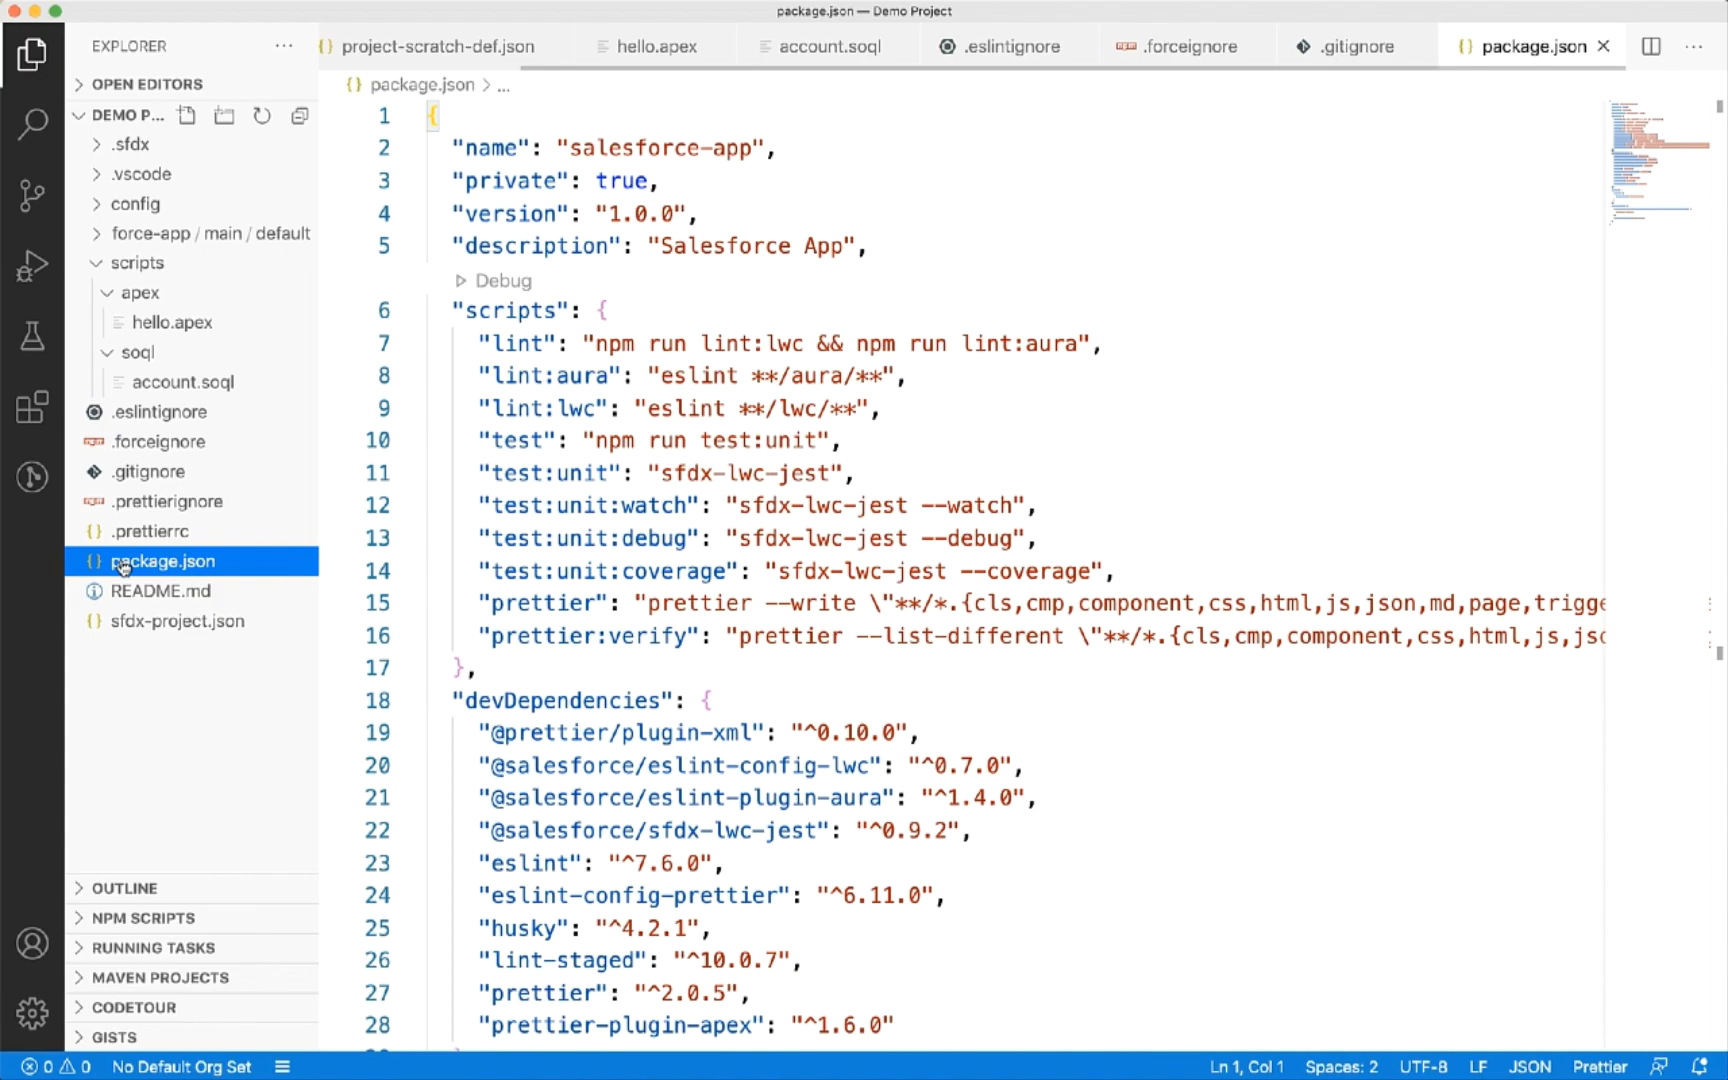 package.json — Demo Project
EXPLORER
project-scratch-def.json
hello.apex
account.soql
.eslintignore
.forceignore
.gitignore
package.json
OPEN EDITORS
DEMO P...
.sfdx
.vscode
config
force-app / main / default
scripts
apex
hello.apex
soql
account.soql
.eslintignore
.forceignore
.gitignore
.prettierignore
.prettierrc
package.json
README.md
sfdx-project.json
OUTLINE
NPM SCRIPTS
RUNNING TASKS
MAVEN PROJECTS
CODETOUR
GISTS
package.json > ...
1 {
2 "name": "salesforce-app",
3 "private": true,
4 "version": "1.0.0",
5 "description": "Salesforce App",
Debug
6 "scripts": {
7 "lint": "npm run lint:lwc && npm run lint:aura",
8 "lint:aura": "eslint **/aura/**",
9 "lint:lwc": "eslint **/lwc/**",
10 "test": "npm run test:unit",
11 "test:unit": "sfdx-lwc-jest",
12 "test:unit:watch": "sfdx-lwc-jest --watch",
13 "test:unit:debug": "sfdx-lwc-jest --debug",
14 "test:unit:coverage": "sfdx-lwc-jest --coverage",
15 "prettier": "prettier --write \"**/*.{cls,cmp,component,css,html,js,json,md,page,trigge
16 "prettier:verify": "prettier --list-different \"**/*.{cls,cmp,component,css,html,js,jso
17 },
18 "devDependencies": {
19 "@prettier/plugin-xml": "^0.10.0",
20 "@salesforce/eslint-config-lwc": "^0.7.0",
21 "@salesforce/eslint-plugin-aura": "^1.4.0",
22 "@salesforce/sfdx-lwc-jest": "^0.9.2",
23 "eslint": "^7.6.0",
24 "eslint-config-prettier": "^6.11.0",
25 "husky": "^4.2.1",
26 "lint-staged": "^10.0.7",
27 "prettier": "^2.0.5",
28 "prettier-plugin-apex": "^1.6.0"
0 0 No Default Org Set
Ln 1, Col 1 Spaces: 2 UTF-8 LF JSON Prettier